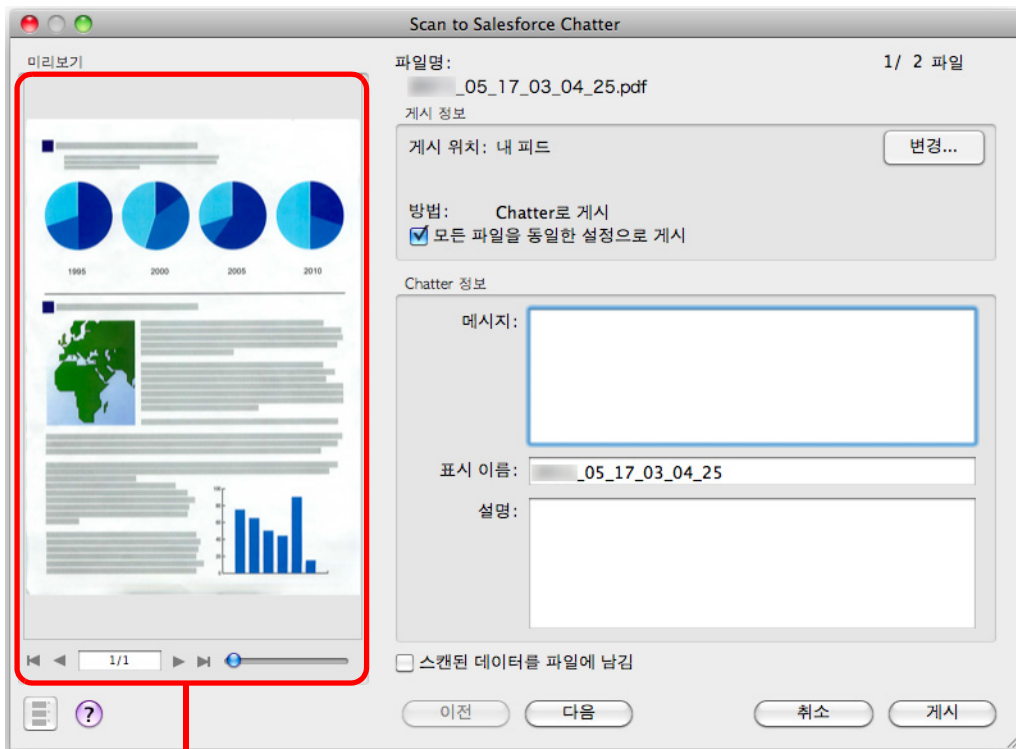 Scan to Salesforce Chatter
미리보기
1995 2000 2005 2010
1/1
파일명:
1/ 2 파일
_05_17_03_04_25.pdf
게시 정보
게시 위치: 내 피드
변경...
방법: Chatter로 게시
모든 파일을 동일한 설정으로 게시
Chatter 정보
메시지:
표시 이름: _05_17_03_04_25
설명:
스캔된 데이터를 파일에 남김
?
이전
다음
취소
게시